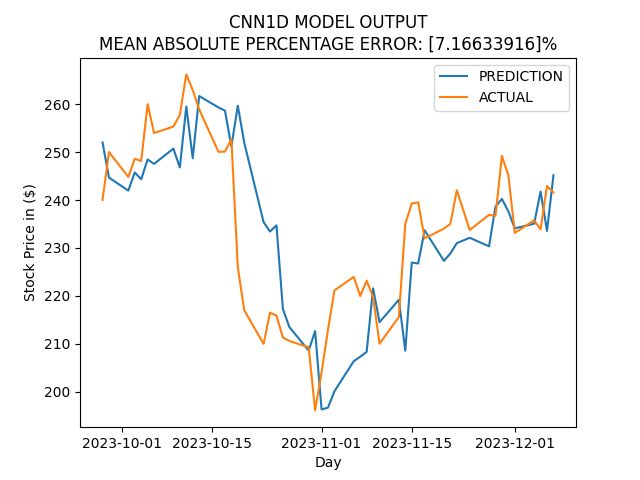 CNN1D MODEL OUTPUT
MEAN ABSOLUTE PERCENTAGE ERROR: [7.16633916]%
PREDICTION
ACTUAL
Stock Price in ($)
260
250
240
230
220
210
200
2023-10-01 2023-10-15 2023-11-01 2023-11-15 2023-12-01
Day